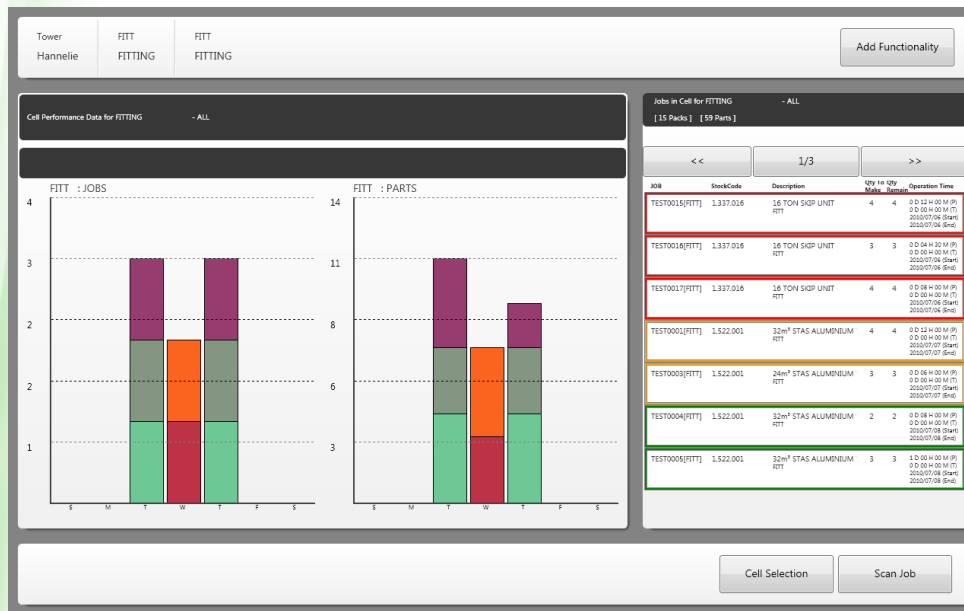 Tower FITT FITT
Hannelie FITTING FITTING
Add Functionality
Cell Performance Data for FITTING - ALL
FITT : JOBS
4
3
2
2
1
S M T W T F S
FITT : PARTS
14
11
8
6
3
S M T W T F S
Jobs in Cell for FITTING - ALL
[ 15 Packs ] [ 59 Parts ]
<< 1/3 >>
JOB StockCode Description Qty To Make Qty Remain Operation Time
TEST0015[FITT] 1.337.016 16 TON SKIP UNIT 4 4 0 D 12 H 00 M (P)
FITT 0 D 00 H 00 M (T)
2010/07/06 (Start)
2010/07/06 (End)
TEST0016[FITT] 1.337.016 16 TON SKIP UNIT 3 3 0 D 04 H 30 M (P)
FITT 0 D 00 H 00 M (T)
2010/07/06 (Start)
2010/07/06 (End)
TEST0017[FITT] 1.337.016 16 TON SKIP UNIT 4 4 0 D 08 H 00 M (P)
FITT 0 D 00 H 00 M (T)
2010/07/06 (Start)
2010/07/06 (End)
TEST0001[FITT] 1.522.001 32m³ STAS ALUMINIUM 4 4 0 D 12 H 00 M (P)
FITT 0 D 00 H 00 M (T)
2010/07/07 (Start)
2010/07/07 (End)
TEST0003[FITT] 1.522.001 24m³ STAS ALUMINIUM 3 3 0 D 06 H 00 M (P)
FITT 0 D 00 H 00 M (T)
2010/07/07 (Start)
2010/07/07 (End)
TEST0004[FITT] 1.522.001 32m³ STAS ALUMINIUM 2 2 0 D 08 H 00 M (P)
FITT 0 D 00 H 00 M (T)
2010/07/08 (Start)
2010/07/08 (End)
TEST0005[FITT] 1.522.001 32m³ STAS ALUMINIUM 3 3 1 D 00 H 00 M (P)
FITT 0 D 00 H 00 M (T)
2010/07/08 (Start)
2010/07/08 (End)
Cell Selection Scan Job